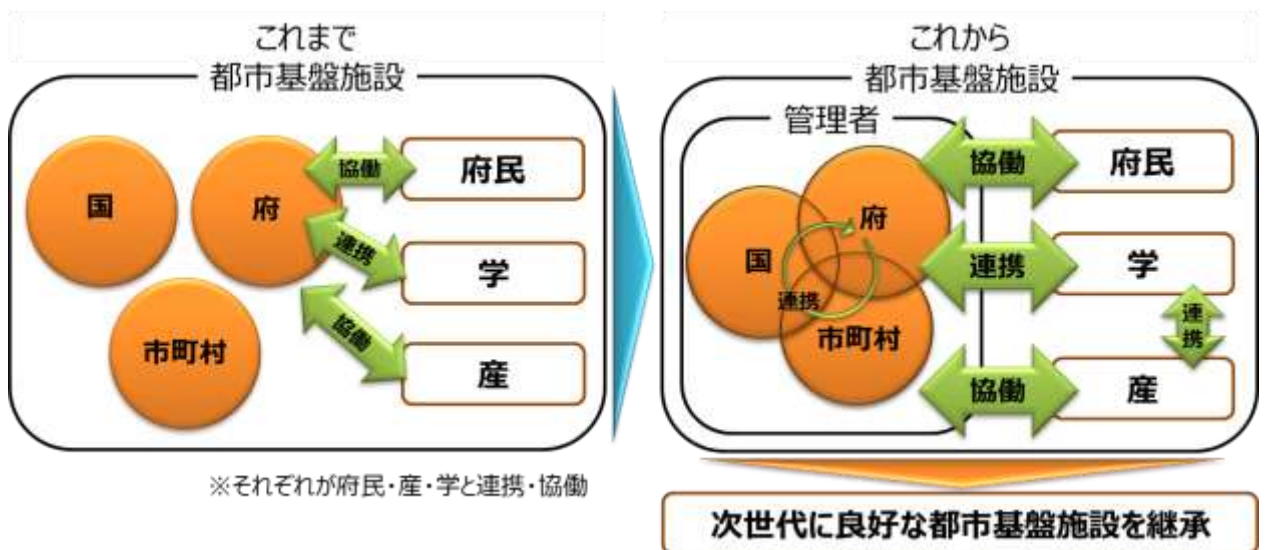 これまで
都市基盤施設
国
府
市町村
協働
連携
協働
府民
学
産
※それぞれが府民・産・学と連携・協働
これから
都市基盤施設
管理者
国
府
市町村
連携
協働
連携
協働
府民
学
連携
産
次世代に良好な都市基盤施設を継承